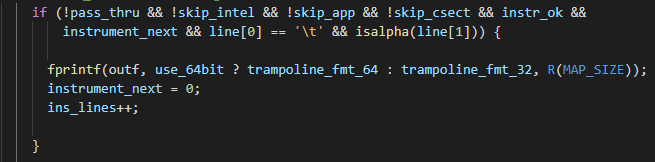 if (!pass_thru && !skip_intel && !skip_app && !skip_csect && instr_ok &&
    instrument_next && line[0] == '\t' && isalpha(line[1])) {
  fprintf(outf, use_64bit ? trampoline_fmt_64 : trampoline_fmt_32, R(MAP_SIZE));
  instrument_next = 0;
  ins_lines++;
}